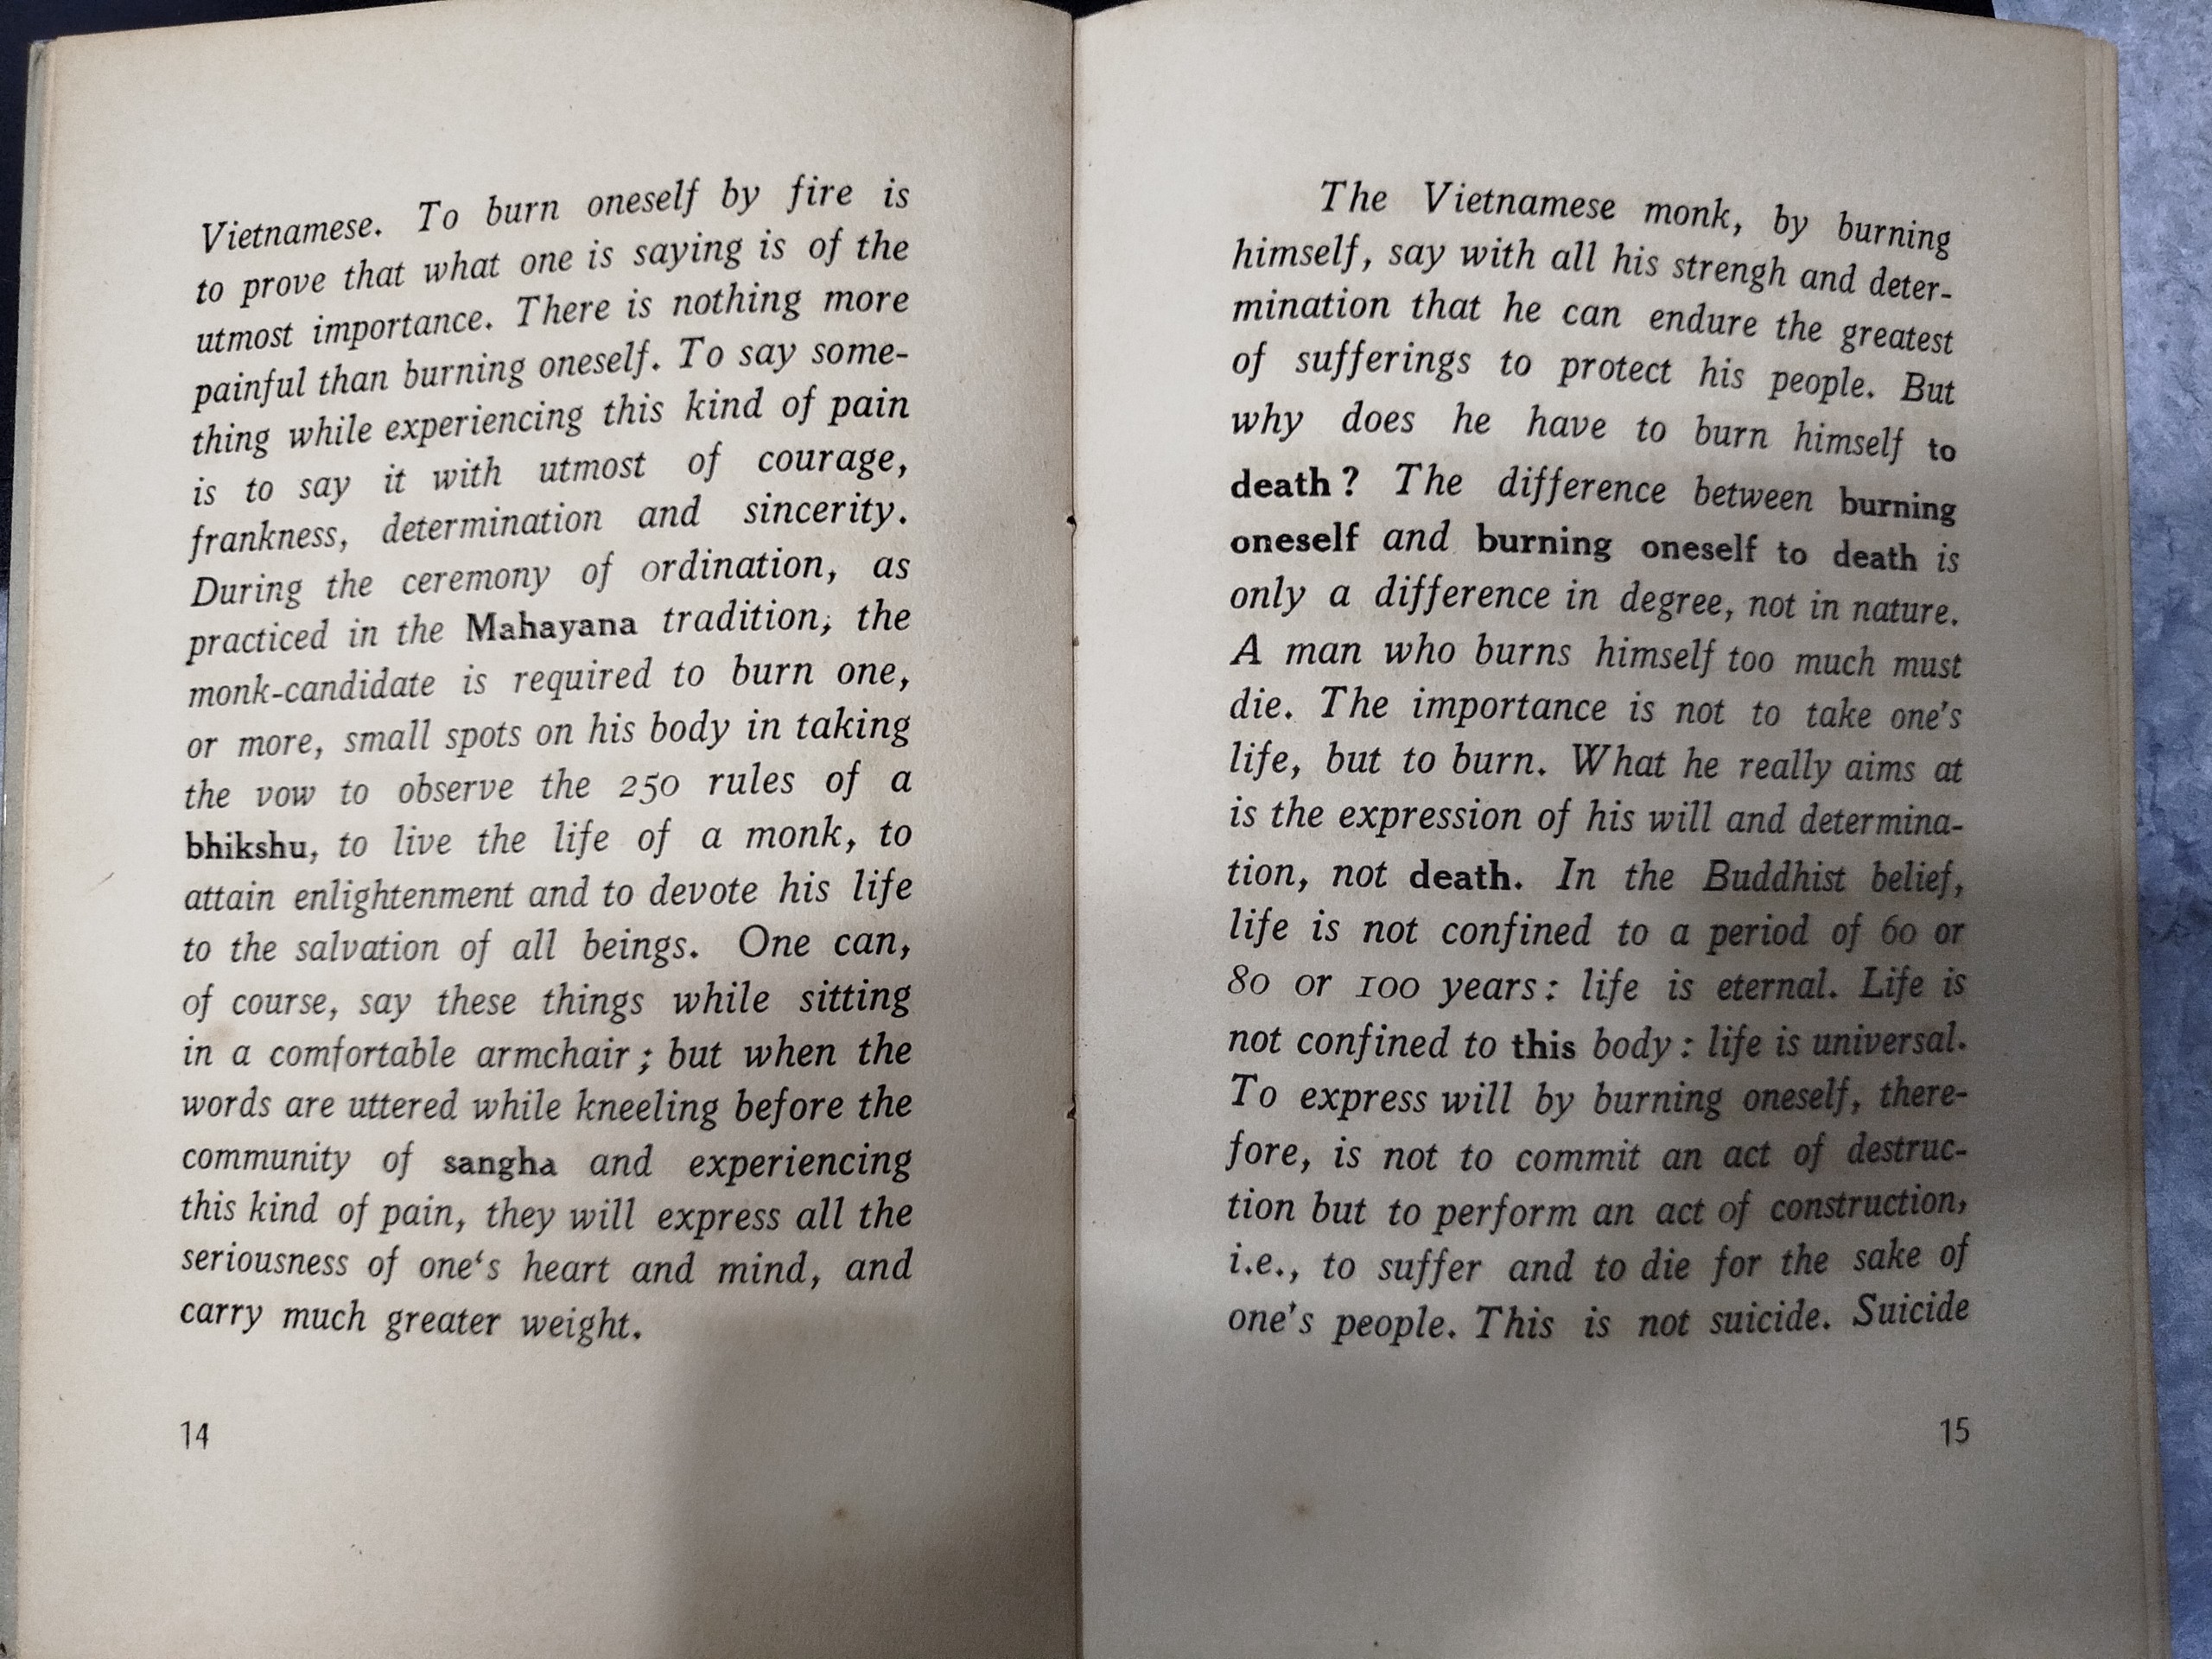 Vietnamese. To burn oneself by fire is
to prove that what one is saying is of the
utmost importance. There is nothing more
painful than burning oneself. To say some-
thing while experiencing this kind of pain
is to say it with utmost of courage,
frankness, determination and sincerity.
During the ceremony of ordination, as
practiced in the Mahayana tradition, the
monk-candidate is required to burn one,
or more, small spots on his body in taking
the vow to observe the 250 rules of a
bhikshu, to live the life of a monk, to
attain enlightenment and to devote his life
to the salvation of all beings. One can,
of course, say these things while sitting
in a comfortable armchair ; but when the
words are uttered while kneeling before the
community of sangha and experiencing
this kind of pain, they will express all the
seriousness of one‘s heart and mind, and
carry much greater weight.
14
The Vietnamese monk, by burning
himself, say with all his strengh and deter-
mination that he can endure the greatest
of sufferings to protect his people. But
why does he have to burn himself to
death ? The difference between burning
oneself and burning oneself to death is
only a difference in degree, not in nature.
A man who burns himself too much must
die. The importance is not to take one's
life, but to burn. What he really aims at
is the expression of his will and determina-
tion, not death. In the Buddhist belief,
life is not confined to a period of 60 or
80 or 100 years : life is eternal. Life is
not confined to this body : life is universal.
To express will by burning oneself, there-
fore, is not to commit an act of destruc-
tion but to perform an act of construction,
i.e., to suffer and to die for the sake of
one's people. This is not suicide. Suicide
15